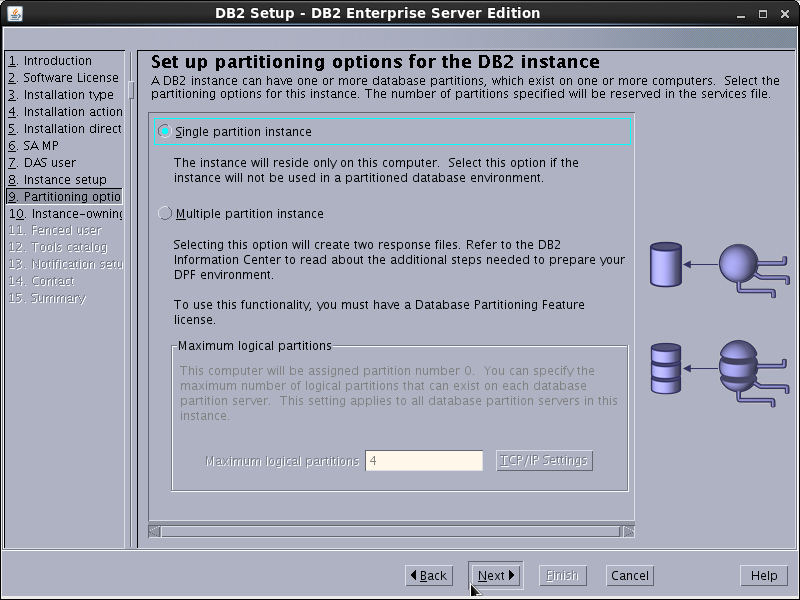 DB2 Setup - DB2 Enterprise Server Edition
1. Introduction
2. Software License
3. Installation type
4. Installation action
5. Installation direct
6. SA MP
7. DAS user
8. Instance setup
9. Partitioning optio
10. Instance-owning
11. Fenced user
12. Tools catalog
13. Notification setu
14. Contact
15. Summary
Set up partitioning options for the DB2 instance
A DB2 instance can have one or more database partitions, which exist on one or more computers. Select the
partitioning options for this instance. The number of partitions specified will be reserved in the services file.
Single partition instance
The instance will reside only on this computer. Select this option if the
instance will not be used in a partitioned database environment.
Multiple partition instance
Selecting this option will create two response files. Refer to the DB2
Information Center to read about the additional steps needed to prepare your
DPF environment.
To use this functionality, you must have a Database Partitioning Feature
license.
Maximum logical partitions
This computer will be assigned partition number 0. You can specify the
maximum number of logical partitions that can exist on each database
partition server. This setting applies to all database partition servers in this
instance.
Maximum logical partitions 4 TCP/IP Settings
Back Next Finish Cancel Help